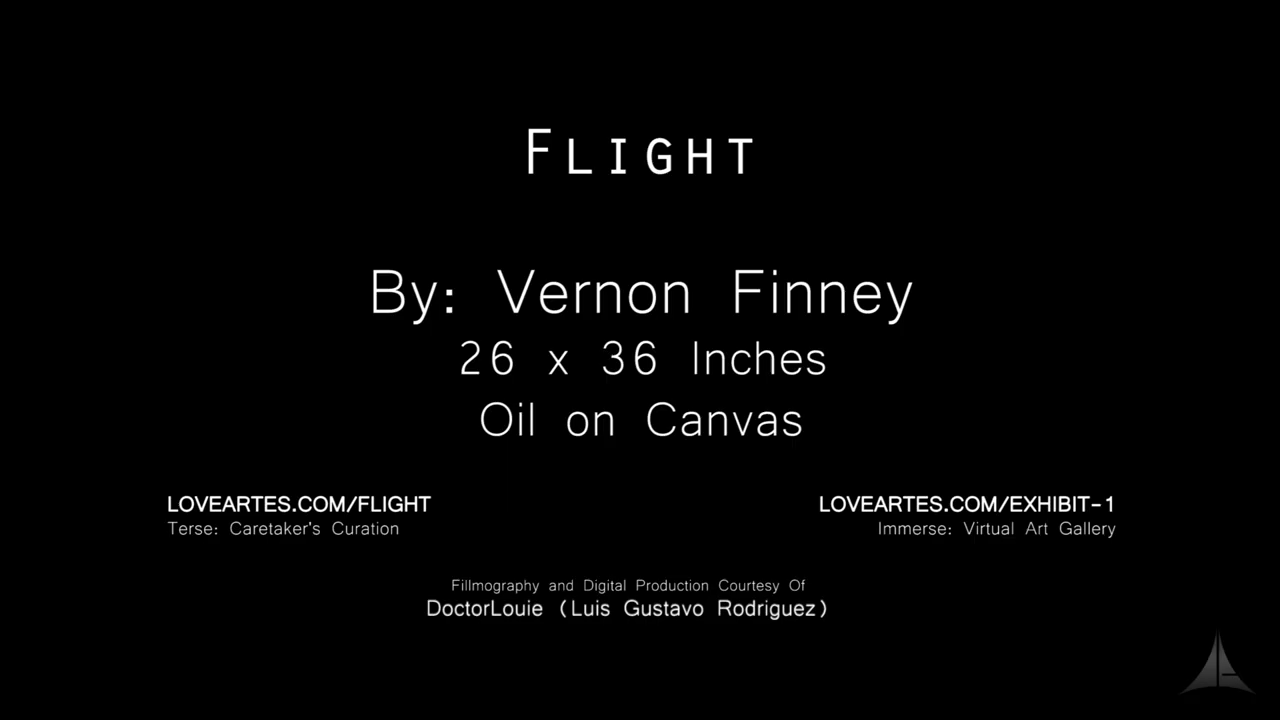 FLIGHT
By: Vernon Finney
26 x 36 Inches
Oil on Canvas
LOVEARTES.COM/FLIGHT
Terse: Caretaker's Curation
LOVEARTES.COM/EXHIBIT-1
Immerse: Virtual Art Gallery
Fillmography and Digital Production Courtesy Of
DoctorLouie (Luis Gustavo Rodriguez)